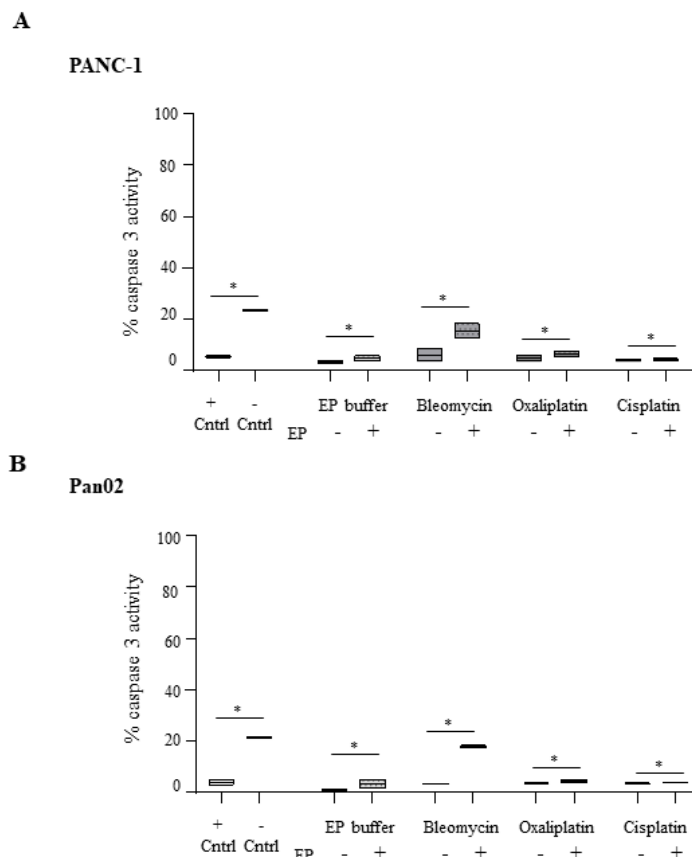 A
PANC-1
% caspase 3 activity
100
80
60
40
20
0
* * * * *
+ -
Cntrl Cntrl
EP buffer Bleomycin Oxaliplatin Cisplatin
EP - + - + - + - +
B
Pan02
% caspase 3 activity
100
80
60
40
20
0
* * * * *
+ -
Cntrl Cntrl
EP buffer Bleomycin Oxaliplatin Cisplatin
EP - + - + - + - +